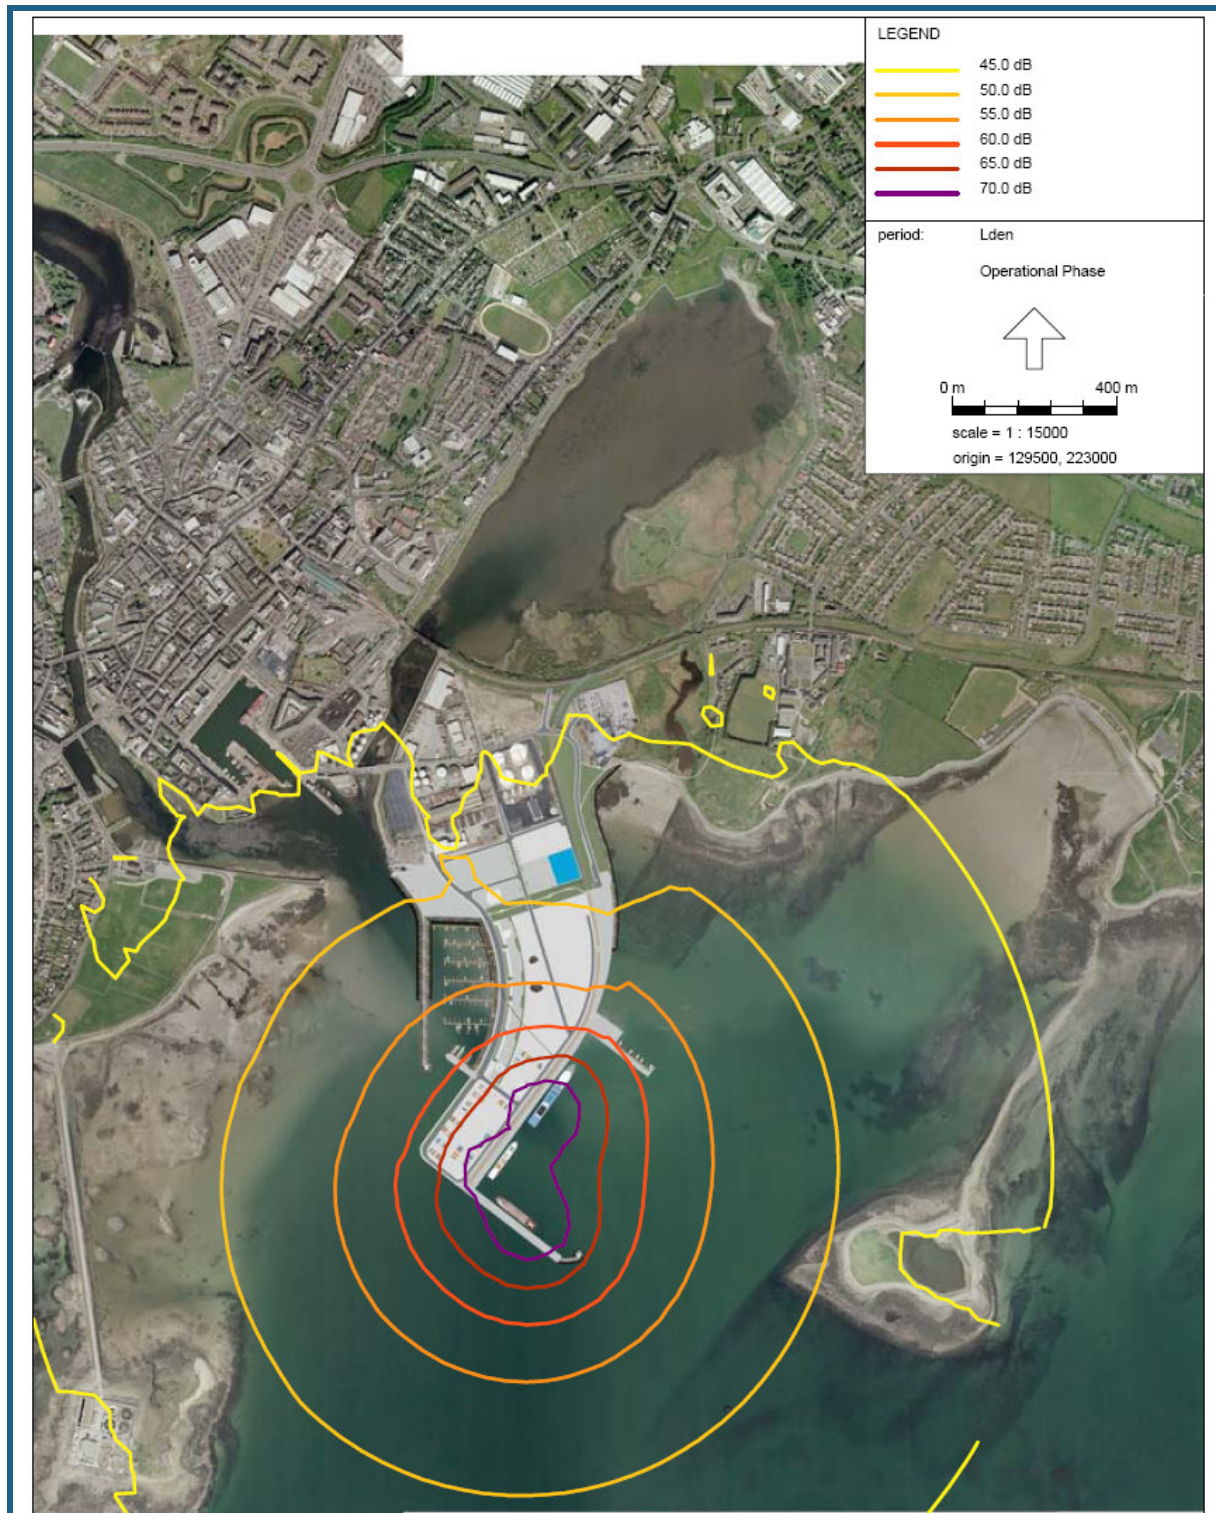 LEGEND
45.0 dB
50.0 dB
55.0 dB
60.0 dB
65.0 dB
70.0 dB
period: Lden
Operational Phase
0 m 400 m
scale = 1 : 15000
origin = 129500, 223000